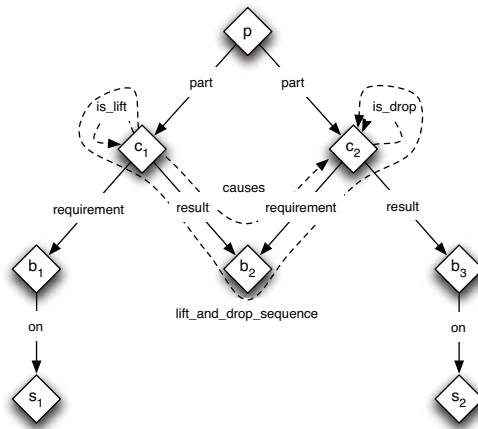 p
part part
is_lift is_drop
c1 c2
causes
requirement result requirement result
b1 b2 b3
lift_and_drop_sequence
on on
s1 s2